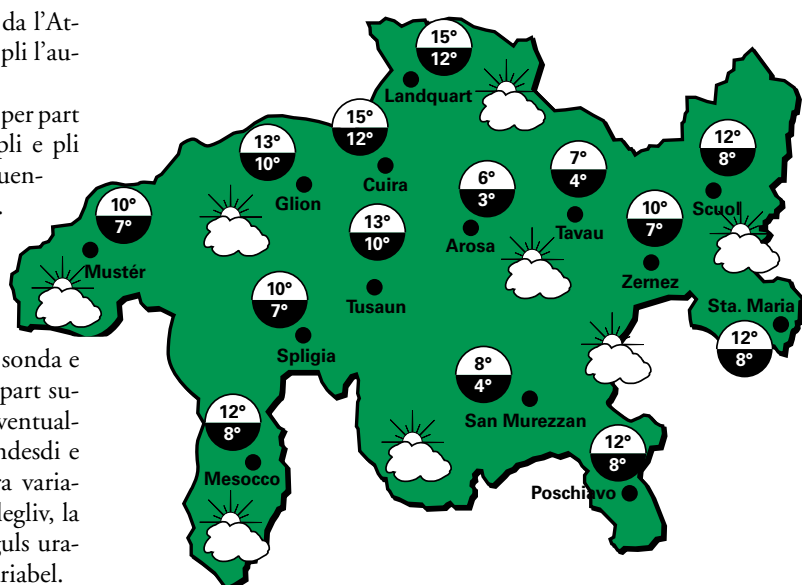 da l'At-
pli l'au-
per part
pli e pli
uen-
.
sonda e
part su-
ventual-
ndesdi e
ra varia-
legliv, la
guls ura-
riabel.
15°
12°
Landquart
15°
12°
Cuira
13°
10°
Glion
12°
8°
Scuol
7°
4°
Tavau
6°
3°
Arosa
10°
7°
Mustér
13°
10°
Tusaun
10°
7°
Zernez
10°
7°
Spligia
Sta. Maria
12°
8°
8°
4°
San Murezzan
12°
8°
Mesocco
12°
8°
Poschiavo